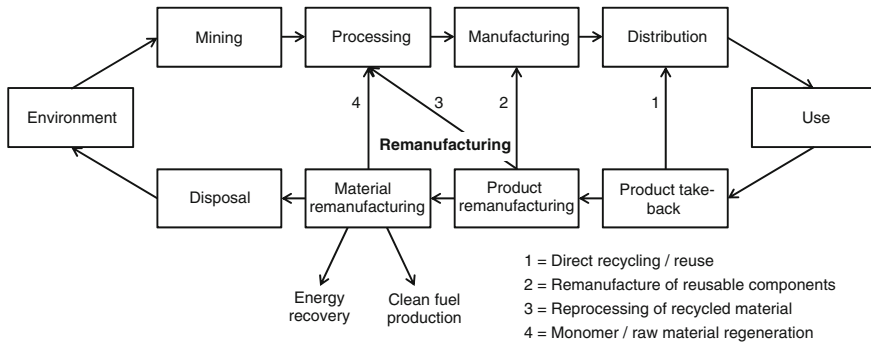 Mining
Processing
Manufacturing
Distribution
Environment
4
3
2
1
Use
Remanufacturing
Disposal
Material
remanufacturing
Product
remanufacturing
Product take-
back
Energy
recovery
Clean fuel
production
1 = Direct recycling / reuse
2 = Remanufacture of reusable components
3 = Reprocessing of recycled material
4 = Monomer / raw material regeneration